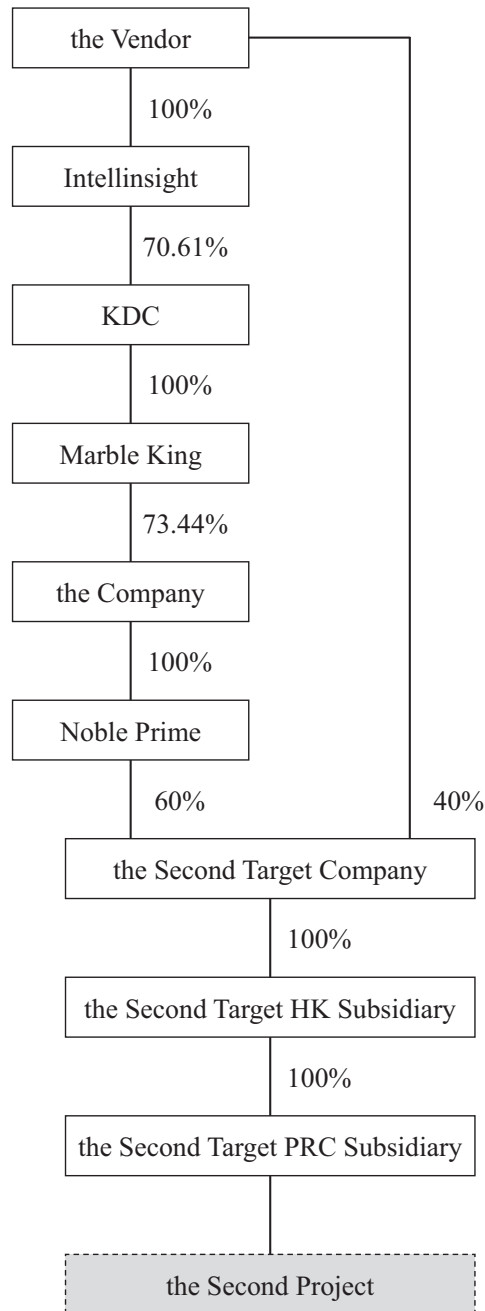 the Vendor
100%
Intellinsight
70.61%
KDC
100%
Marble King
73.44%
the Company
100%
Noble Prime
60%
40%
the Second Target Company
100%
the Second Target HK Subsidiary
100%
the Second Target PRC Subsidiary
the Second Project